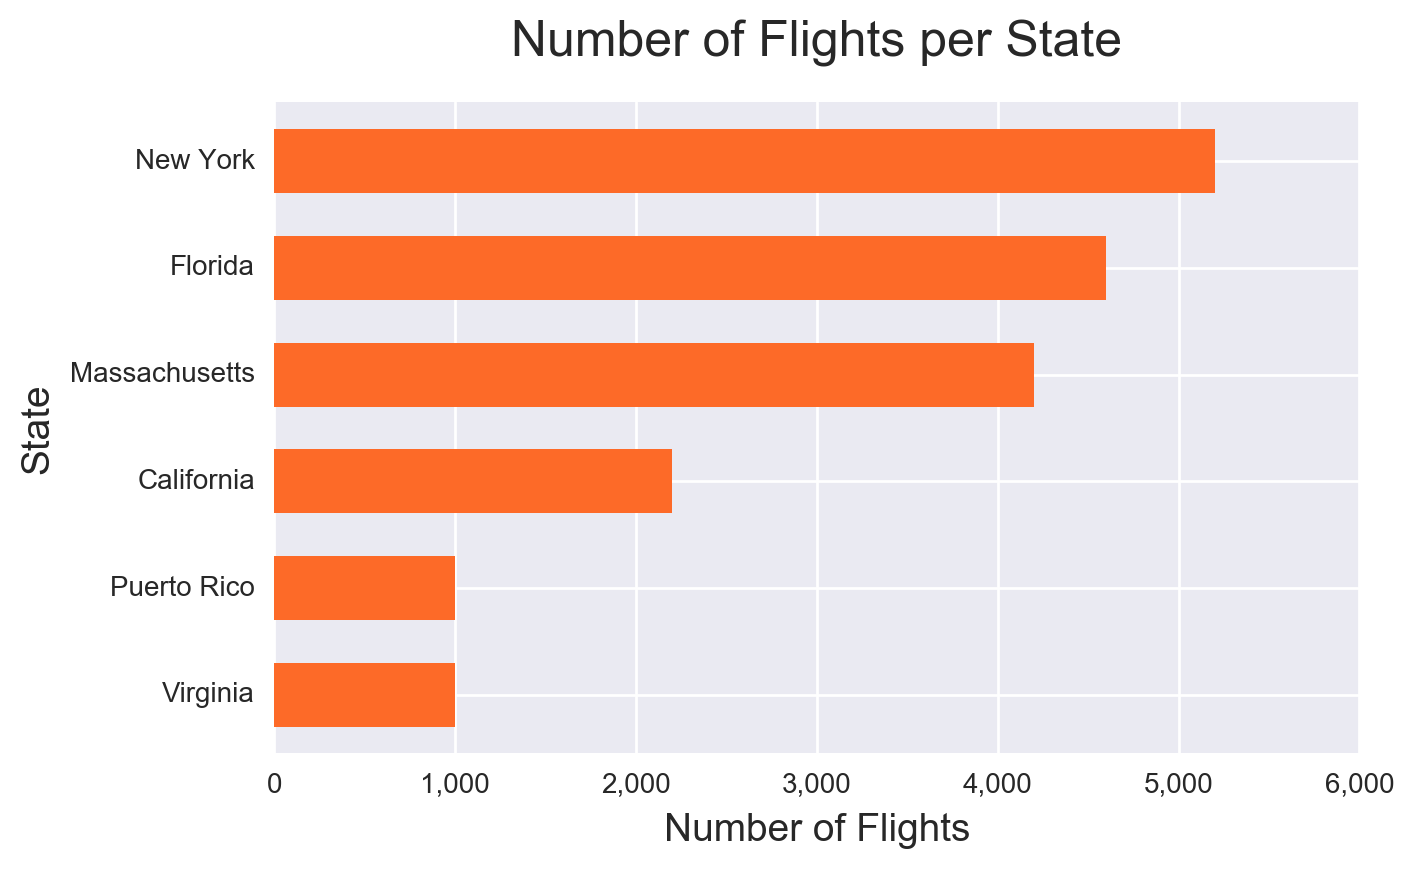 Number of Flights per State
State
New York
Florida
Massachusetts
California
Puerto Rico
Virginia
0 1,000 2,000 3,000 4,000 5,000 6,000
Number of Flights